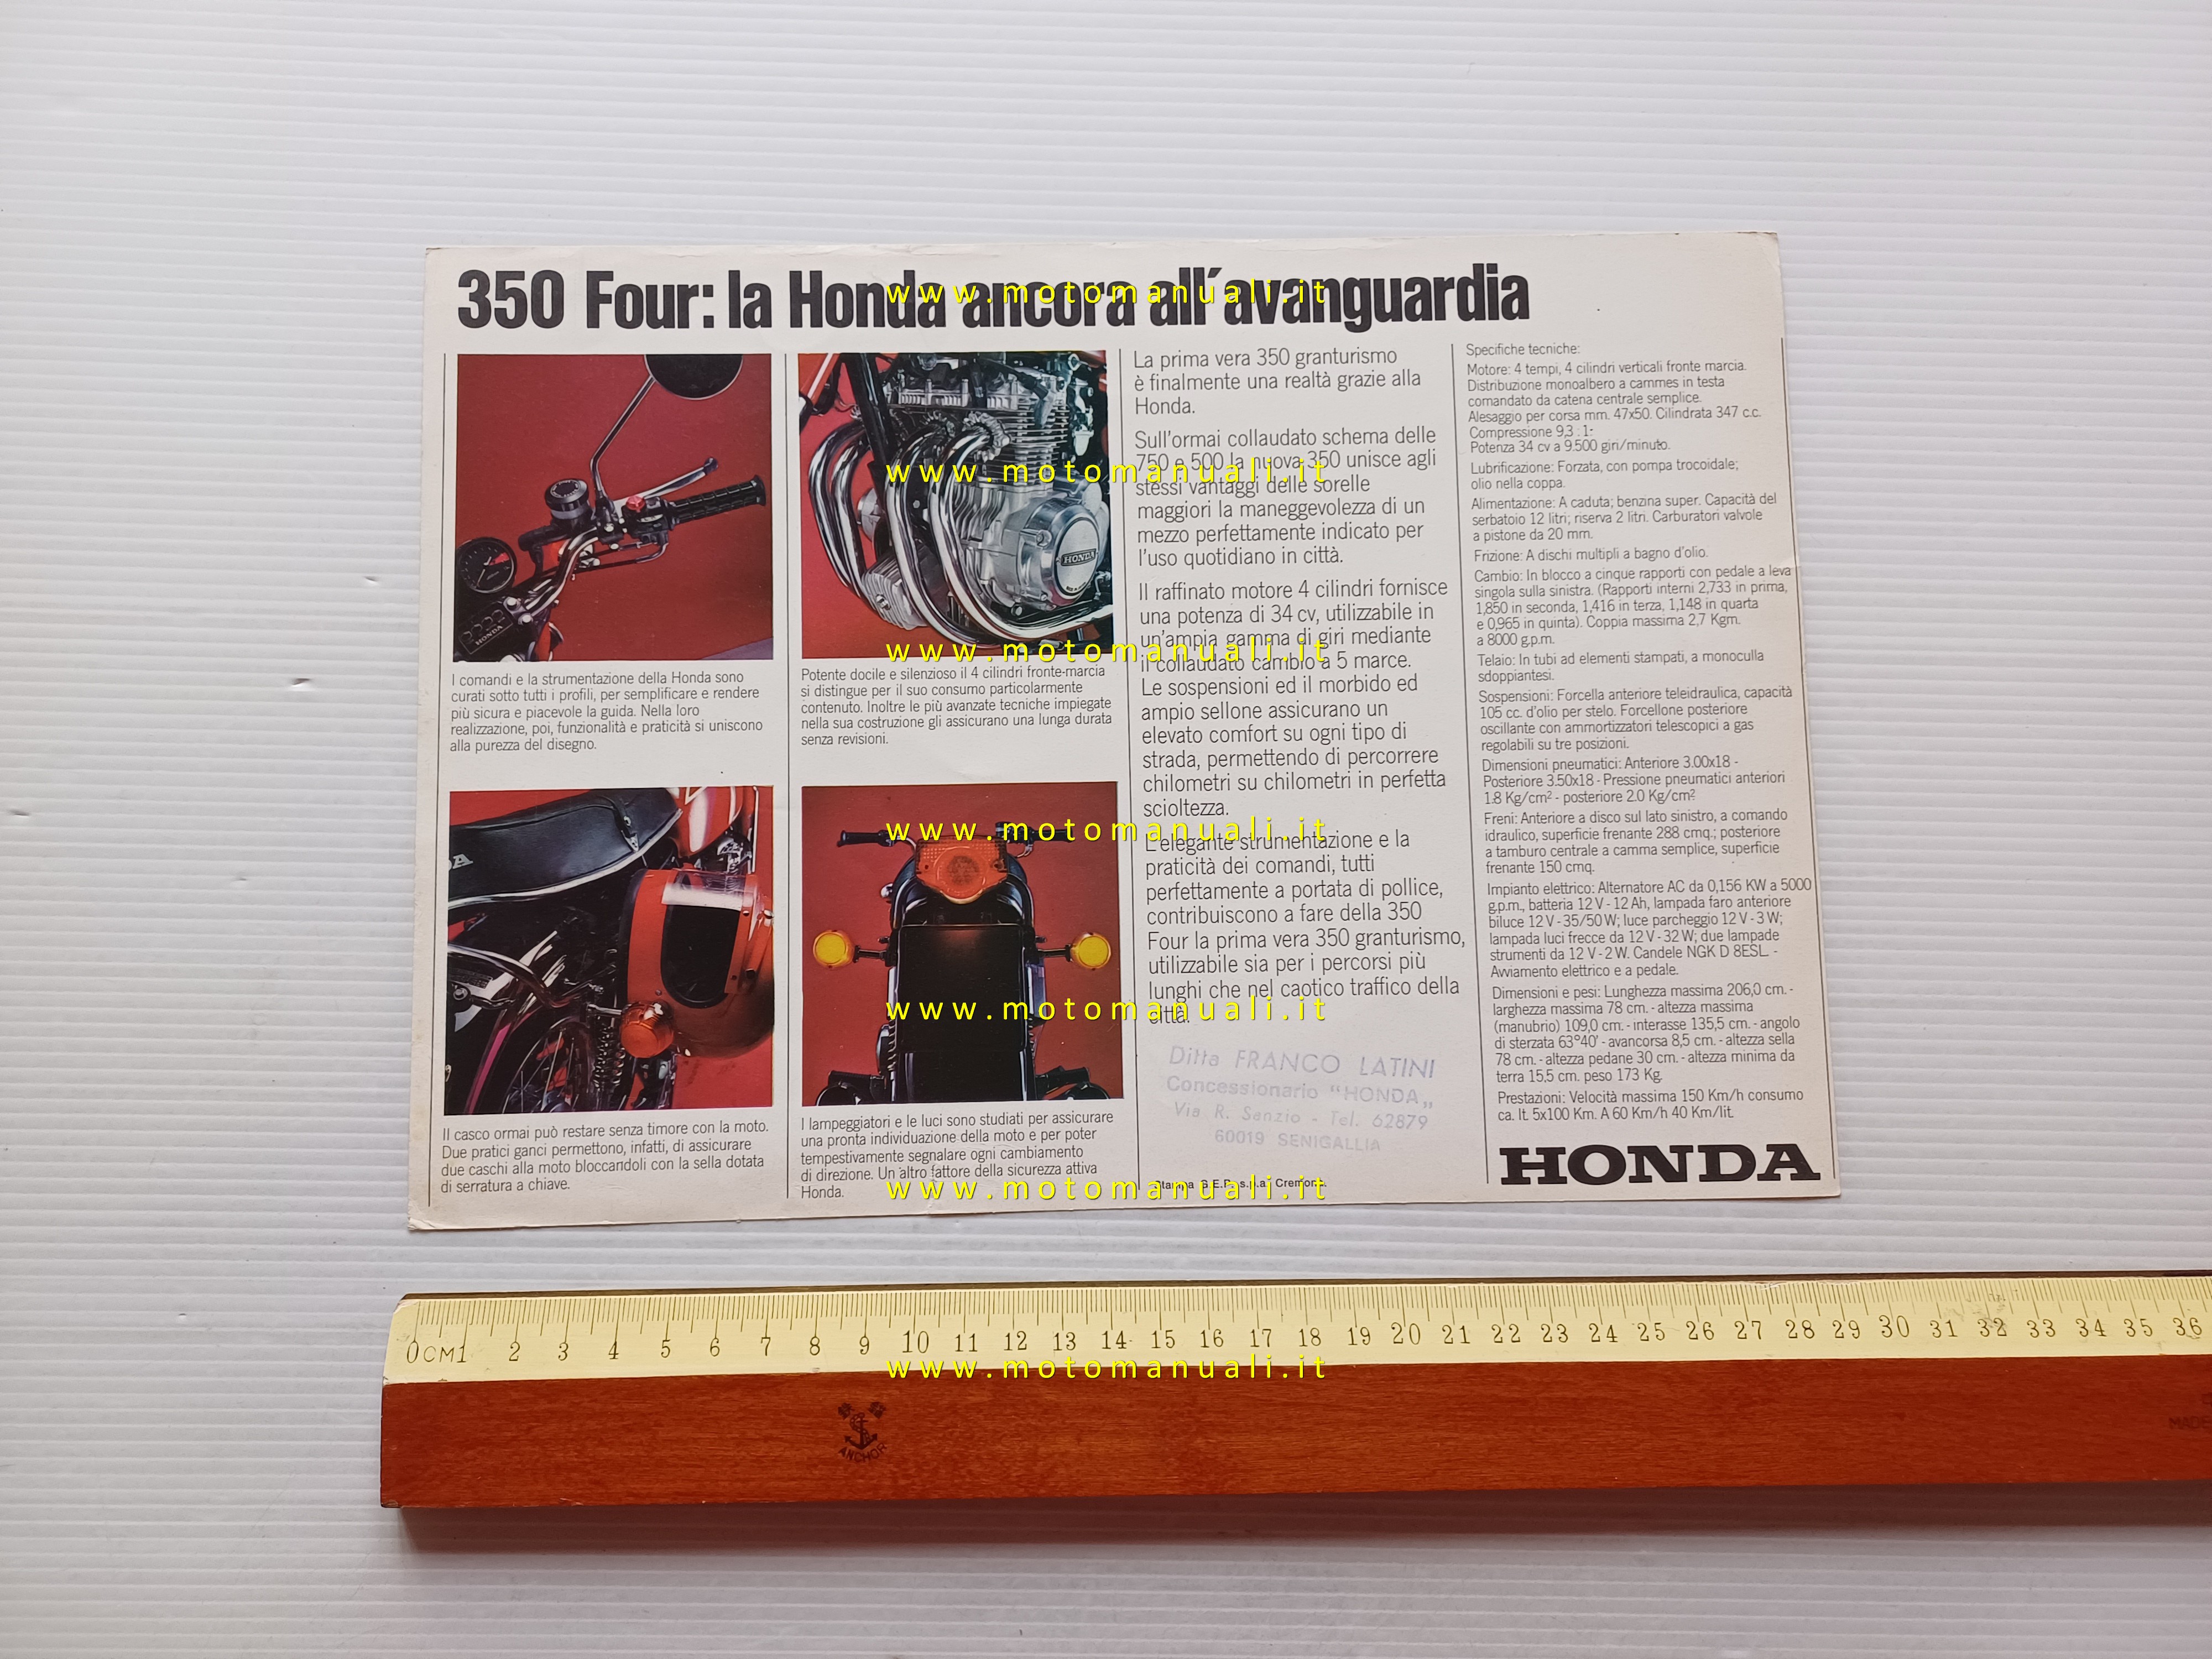 350 Four: la Honda ancora all'avanguardia
I comandi e la strumentazione della Honda sono
curati sotto tutti i profili, per semplificare e rendere
più sicura e piacevole la guida. Nella loro
realizzazione, poi, funzionalità e praticità si uniscono
alla purezza del disegno.
Il casco ormai può restare senza timore con la moto.
Due pratici ganci permettono, infatti, di assicurare
due caschi alla moto bloccandoli con la sella dotata
di serratura a chiave.
HONDA
Potente docile e silenzioso il 4 cilindri fronte-marcia
si distingue per il suo consumo particolarmente
contenuto. Inoltre le più avanzate tecniche impiegate
nella sua costruzione gli assicurano una lunga durata
senza revisioni.
I lampeggiatori e le luci sono studiati per assicurare
una pronta individuazione della moto e per poter
tempestivamente segnalare ogni cambiamento
di direzione. Un altro fattore della sicurezza attiva
Honda.
La prima vera 350 granturismo
è finalmente una realtà grazie alla
Honda.
Sull'ormai collaudato schema delle
750 e 500 la nuova 350 unisce agli
stessi vantaggi delle sorelle
maggiori la maneggevolezza di un
mezzo perfettamente indicato per
l'uso quotidiano in città.
Il raffinato motore 4 cilindri fornisce
una potenza di 34 cv, utilizzabile in
un'ampia gamma di giri mediante
il collaudato cambio a 5 marce.
Le sospensioni ed il morbido ed
ampio sellone assicurano un
elevato comfort su ogni tipo di
strada, permettendo di percorrere
chilometri su chilometri in perfetta
scioltezza.
L'elegante strumentazione e la
praticità dei comandi, tutti
perfettamente a portata di pollice,
contribuiscono a fare della 350
Four la prima vera 350 granturismo,
utilizzabile sia per i percorsi più
lunghi che nel caotico traffico della
città.
Ditta FRANCO LATINI
Concessionario "HONDA„
Via R. Sanzio - Tel. 62879
60019 SENIGALLIA
Stampa G.E.P. s.p.a. Cremona
Specifiche tecniche:
Motore: 4 tempi, 4 cilindri verticali fronte marcia.
Distribuzione monoalbero a cammes in testa
comandato da catena centrale semplice.
Alesaggio per corsa mm. 47x50. Cilindrata 347 c.c.
Compressione 9,3 : 1-
Potenza 34 cv a 9.500 giri/minuto.
Lubrificazione: Forzata, con pompa trocoidale;
olio nella coppa.
Alimentazione: A caduta; benzina super. Capacità del
serbatoio 12 litri; riserva 2 litri. Carburatori valvole
a pistone da 20 mm.
Frizione: A dischi multipli a bagno d'olio.
Cambio: In blocco a cinque rapporti con pedale a leva
singola sulla sinistra. (Rapporti interni 2,733 in prima,
1,850 in seconda, 1,416 in terza, 1,148 in quarta
e 0,965 in quinta). Coppia massima 2,7 Kgm.
a 8000 g.p.m.
Telaio: In tubi ad elementi stampati, a monoculla
sdoppiantesi.
Sospensioni: Forcella anteriore teleidraulica, capacità
105 cc. d'olio per stelo. Forcellone posteriore
oscillante con ammortizzatori telescopici a gas
regolabili su tre posizioni.
Dimensioni pneumatici: Anteriore 3.00x18 -
Posteriore 3.50x18 - Pressione pneumatici anteriori
1.8 Kg/cm² - posteriore 2.0 Kg/cm²
Freni: Anteriore a disco sul lato sinistro, a comando
idraulico, superficie frenante 288 cmq.; posteriore
a tamburo centrale a camma semplice, superficie
frenante 150 cmq.
Impianto elettrico: Alternatore AC da 0,156 KW a 5000
g.p.m., batteria 12 V - 12 Ah, lampada faro anteriore
biluce 12 V - 35/50 W; luce parcheggio 12 V - 3 W;
lampada luci frecce da 12 V - 32 W; due lampade
strumenti da 12 V - 2 W. Candele NGK D 8ESL. -
Avviamento elettrico e a pedale.
Dimensioni e pesi: Lunghezza massima 206,0 cm. -
larghezza massima 78 cm. - altezza massima
(manubrio) 109,0 cm. - interasse 135,5 cm. - angolo
di sterzata 63°40' - avancorsa 8,5 cm. - altezza sella
78 cm. - altezza pedane 30 cm. - altezza minima da
terra 15,5 cm. peso 173 Kg.
Prestazioni: Velocità massima 150 Km/h consumo
ca. lt. 5x100 Km. A 60 Km/h 40 Km/lit.
HONDA
www.motomanuali.it
www.motomanuali.it
www.motomanuali.it
www.motomanuali.it
www.motomanuali.it
www.motomanuali.it
www.motomanuali.it
0 CM 1 2 3 4 5 6 7 8 9 10 11 12 13 14 15 16 17 18 19 20 21 22 23 24 25 26 27 28 29 30 31 32 33 34 35 36
ANCHOR